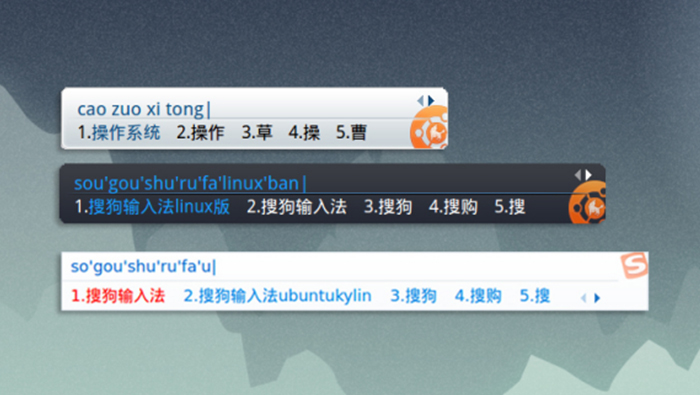 cao zuo xi tong|
1.操作系统 2.操作 3.草 4.操 5.曹
sou'gou'shu'ru'fa'linux'ban|
1.搜狗输入法linux版 2.搜狗输入法 3.搜狗 4.搜购 5.搜
so'gou'shu'ru'fa'u|
1.搜狗输入法 2.搜狗输入法ubuntukylin 3.搜狗 4.搜购 5.搜